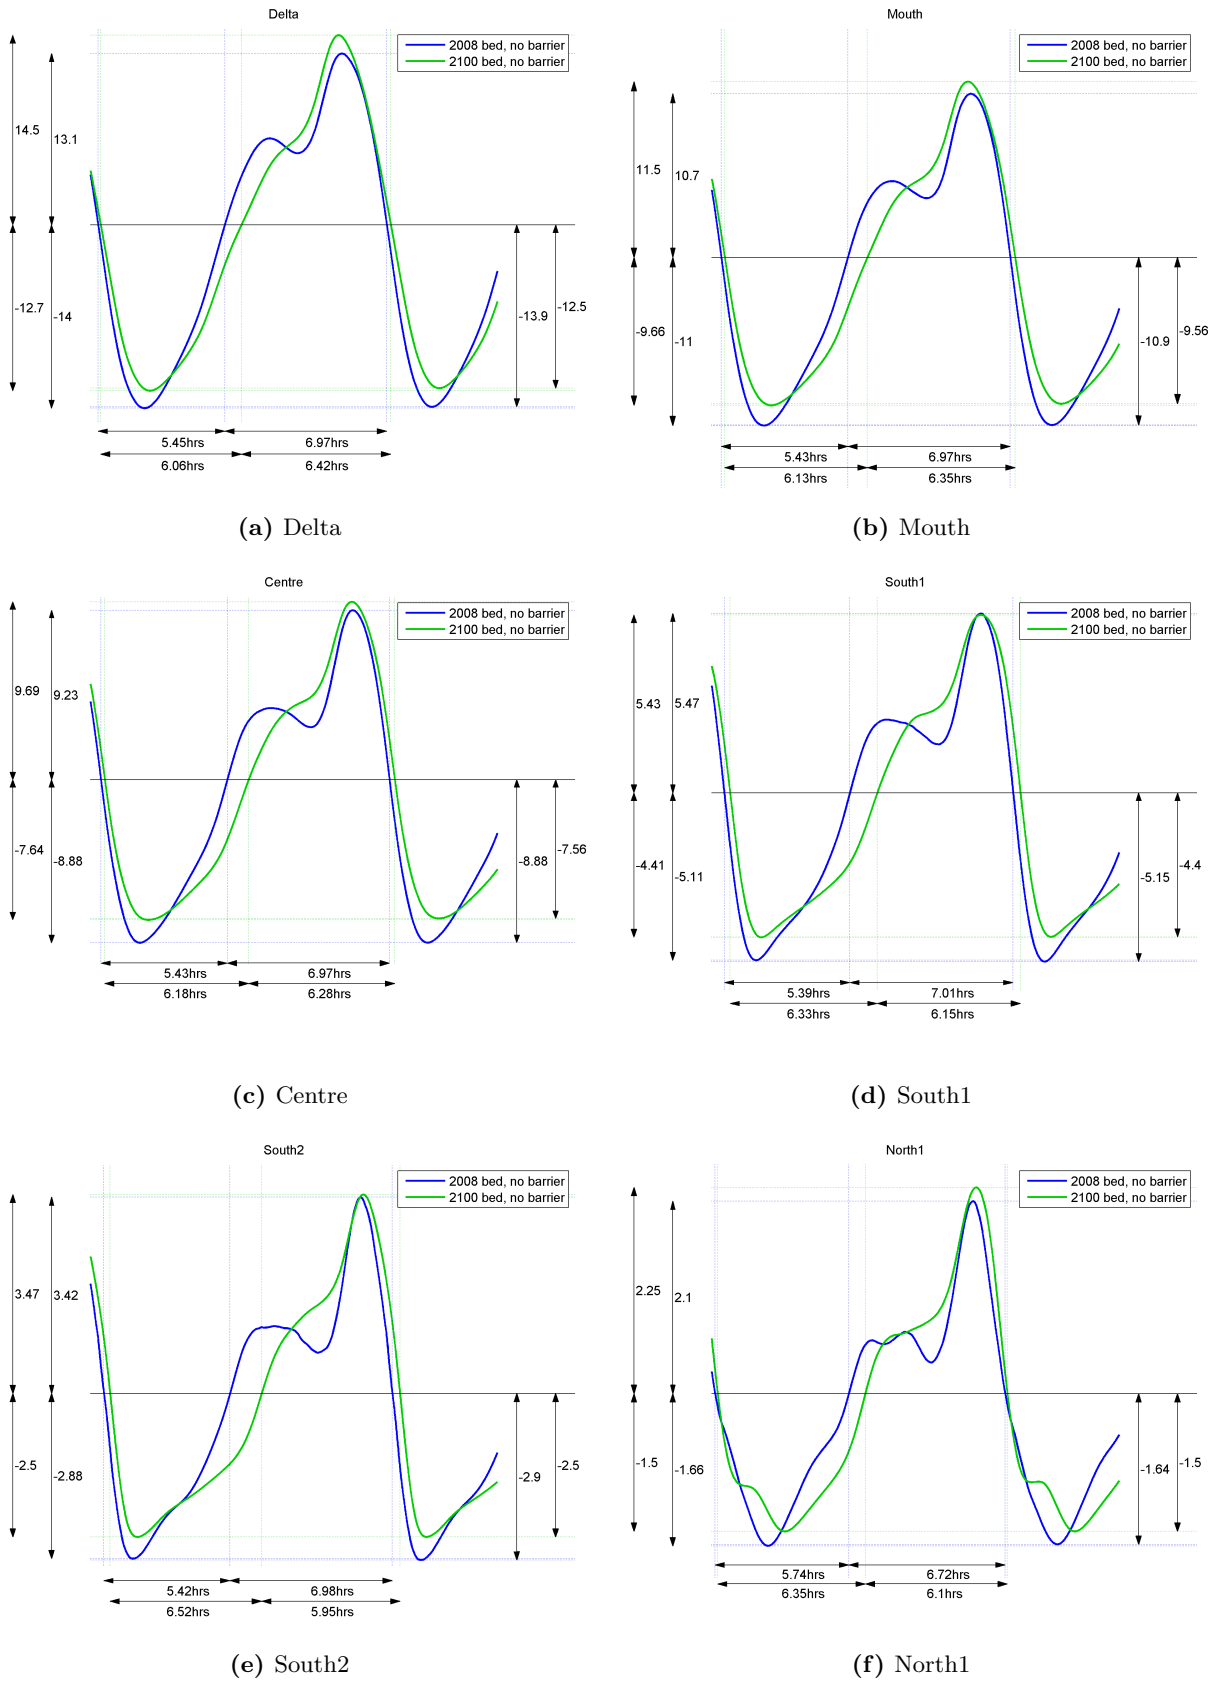 Delta
2008 bed, no barrier
2100 bed, no barrier
14.5
13.1
-12.7
-14
-13.9
-12.5
5.45hrs
6.97hrs
6.06hrs
6.42hrs
(a) Delta
Mouth
2008 bed, no barrier
2100 bed, no barrier
11.5
10.7
-9.66
-11
-10.9
-9.56
5.43hrs
6.97hrs
6.13hrs
6.35hrs
(b) Mouth
Centre
2008 bed, no barrier
2100 bed, no barrier
9.69
9.23
-7.64
-8.88
-8.88
-7.56
5.43hrs
6.97hrs
6.18hrs
6.28hrs
(c) Centre
South1
2008 bed, no barrier
2100 bed, no barrier
5.43
5.47
-4.41
-5.11
-5.15
-4.4
5.39hrs
7.01hrs
6.33hrs
6.15hrs
(d) South1
South2
2008 bed, no barrier
2100 bed, no barrier
3.47
3.42
-2.5
-2.88
-2.9
-2.5
5.42hrs
6.98hrs
6.52hrs
5.95hrs
(e) South2
North1
2008 bed, no barrier
2100 bed, no barrier
2.25
2.1
-1.5
-1.66
-1.64
-1.5
5.74hrs
6.72hrs
6.35hrs
6.1hrs
(f) North1